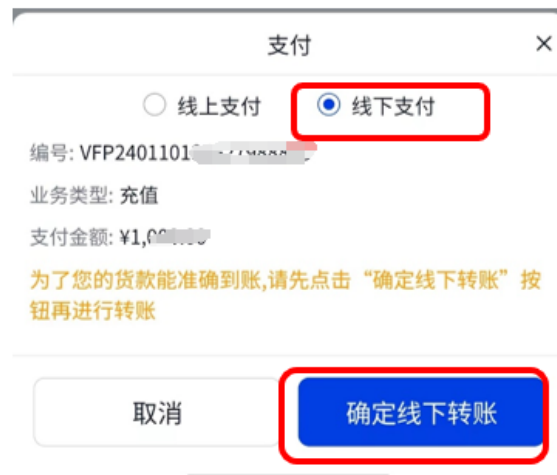 支付
线上支付 线下支付
编号: VFP2401101
业务类型: 充值
支付金额: ¥1,0
为了您的货款能准确到账,请先点击“确定线下转账”按
钮再进行转账
取消 确定线下转账